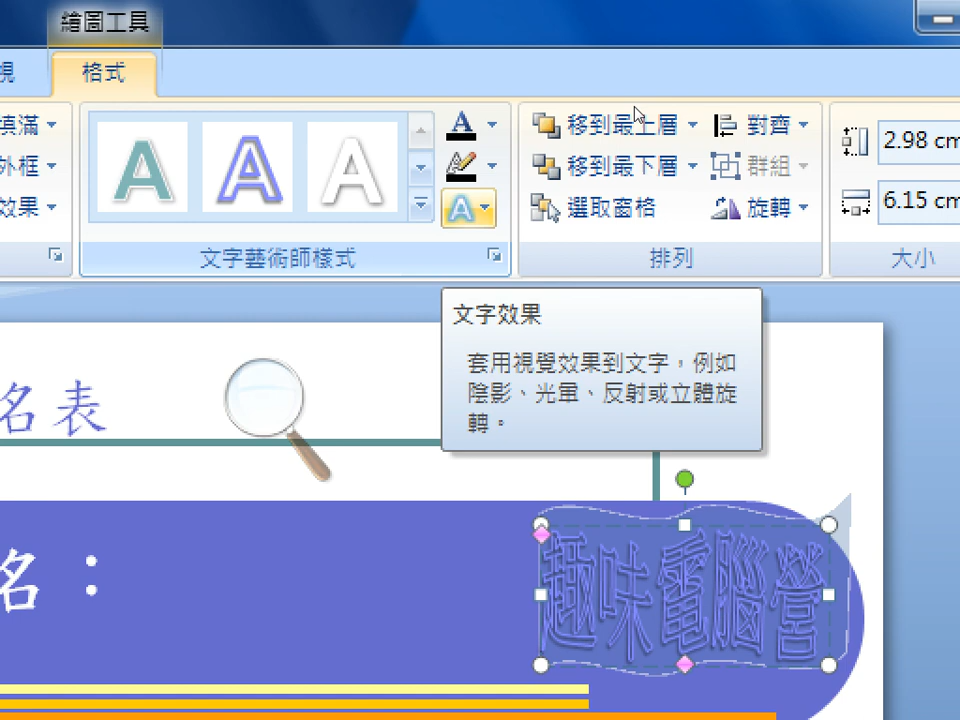 繪圖工具
視
格式
填滿
外框
效果
A A A
A
A
文字藝術師樣式
移到最上層
移到最下層
選取窗格
對齊
群組
旋轉
排列
2.98 cm
6.15 cm
大小
文字效果
套用視覺效果到文字，例如
陰影、光暈、反射或立體旋
轉。
名表
名：
趣味電腦營